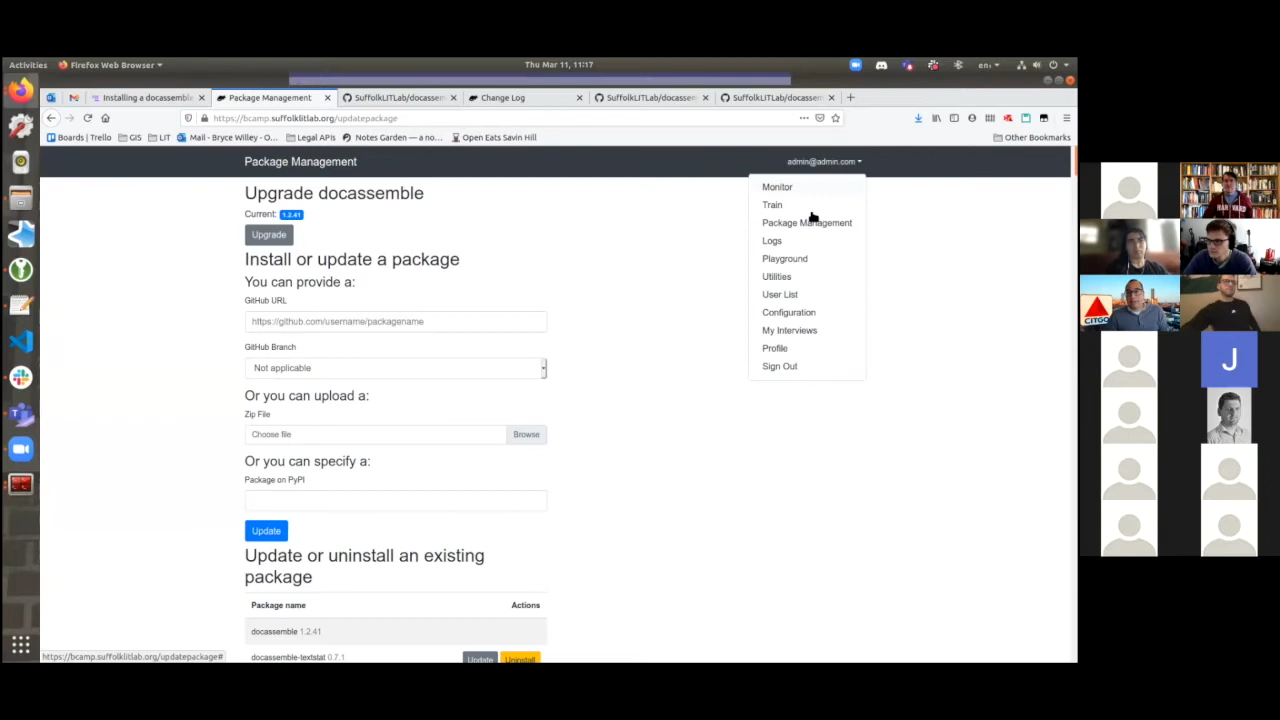 Activities
Firefox Web Browser
Thu Mar 11, 11:17
en₁
Installing a docassemble
Package Management
SuffolkLITLab/docassem
Change Log
SuffolkLITLab/docassem
SuffolkLITLab/docassem
https://bcamp.suffolklitlab.org/updatepackage
Boards | Trello
GIS
LIT
Mail - Bryce Willey - O...
Legal APIs
Notes Garden — a no...
Open Eats Savin Hill
Other Bookmarks
Package Management
admin@admin.com
Monitor
Train
Package Management
Logs
Playground
Utilities
User List
Configuration
My Interviews
Profile
Sign Out
Upgrade docassemble
Current: 1.2.41
Upgrade
Install or update a package
You can provide a:
GitHub URL
https://github.com/username/packagename
GitHub Branch
Not applicable
Or you can upload a:
Zip File
Choose file
Browse
Or you can specify a:
Package on PyPI
Update
Update or uninstall an existing
package
Package name
Actions
docassemble 1.2.41
docassemble-textstat 0.7.1
Update
Uninstall
https://bcamp.suffolklitlab.org/updatepackage#
HARVARD
CITGO
J